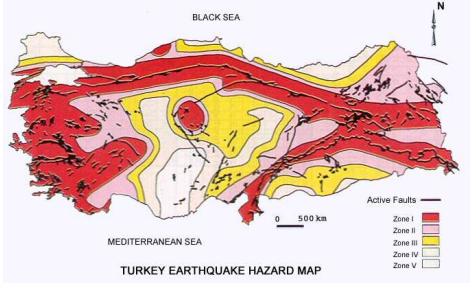 BLACK SEA
N
Active Faults
0 500 km
Zone I
Zone II
Zone III
Zone IV
Zone V
MEDITERRANEAN SEA
TURKEY EARTHQUAKE HAZARD MAP